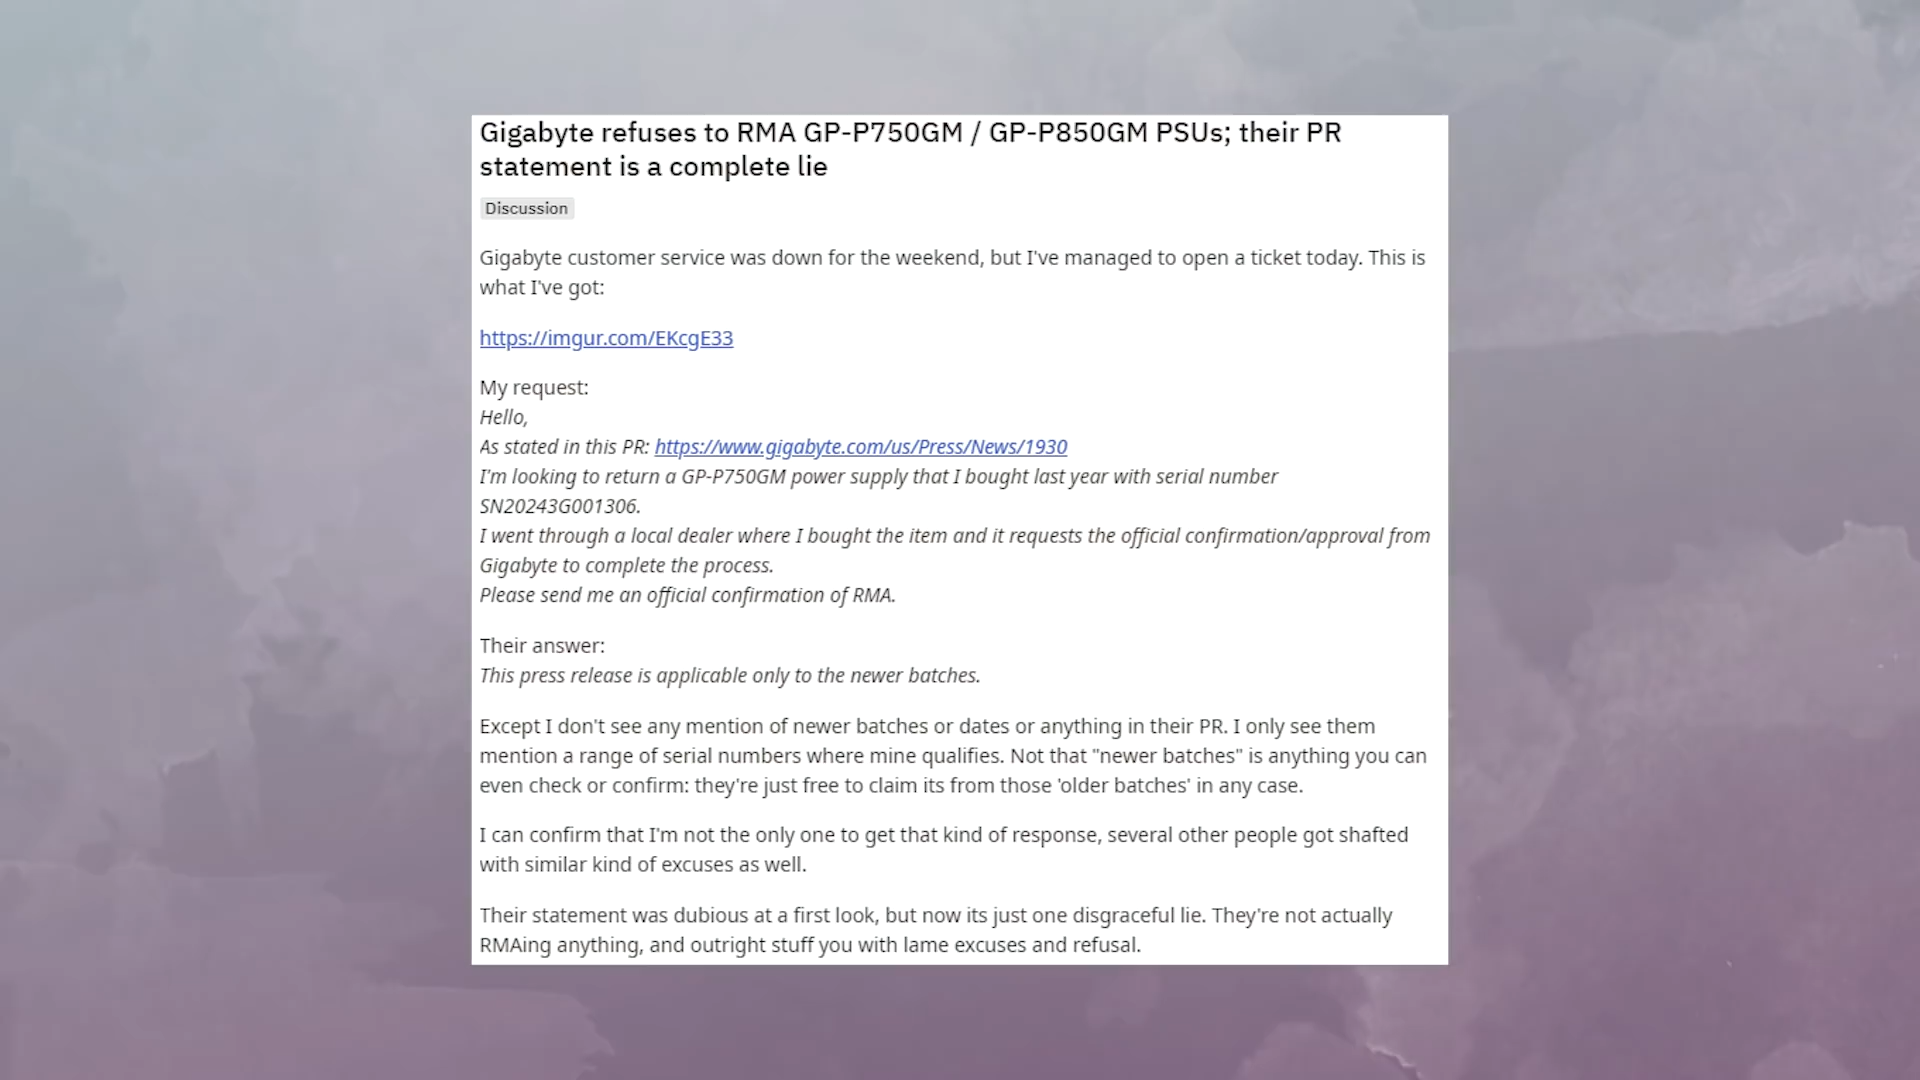 Gigabyte refuses to RMA GP-P750GM / GP-P850GM PSUs; their PR
statement is a complete lie
Discussion
Gigabyte customer service was down for the weekend, but I've managed to open a ticket today. This is
what I've got:
https://imgur.com/EKcgE33
My request:
Hello,
As stated in this PR: https://www.gigabyte.com/us/Press/News/1930
I'm looking to return a GP-P750GM power supply that I bought last year with serial number
SN20243G001306.
I went through a local dealer where I bought the item and it requests the official confirmation/approval from
Gigabyte to complete the process.
Please send me an official confirmation of RMA.
Their answer:
This press release is applicable only to the newer batches.
Except I don't see any mention of newer batches or dates or anything in their PR. I only see them
mention a range of serial numbers where mine qualifies. Not that "newer batches" is anything you can
even check or confirm: they're just free to claim its from those 'older batches' in any case.
I can confirm that I'm not the only one to get that kind of response, several other people got shafted
with similar kind of excuses as well.
Their statement was dubious at a first look, but now its just one disgraceful lie. They're not actually
RMAing anything, and outright stuff you with lame excuses and refusal.